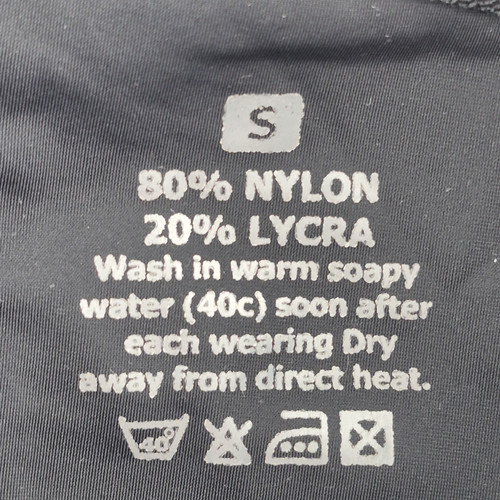 S
80% NYLON
20% LYCRA
Wash in warm soapy
water (40c) soon after
each wearing Dry
away from direct heat.
40°